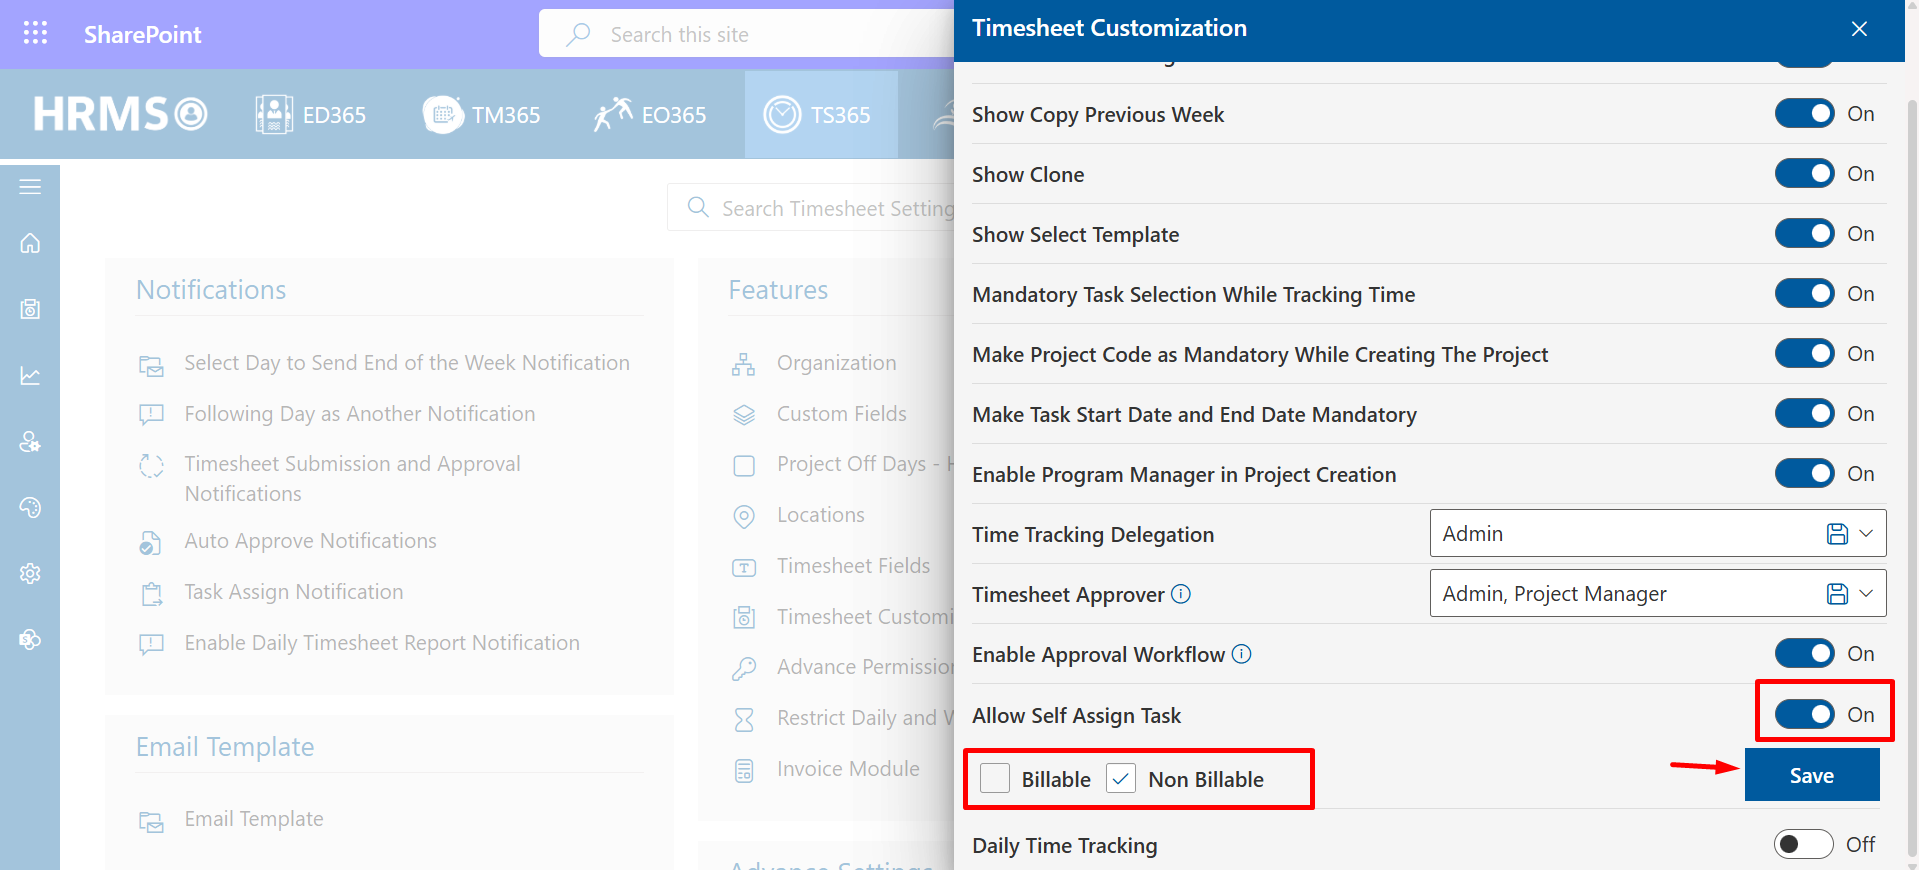 SharePoint
Search this site
HRMS
ED365
TM365
EO365
TS365
Search Timesheet Setting
Notifications
Select Day to Send End of the Week Notification
Following Day as Another Notification
Timesheet Submission and Approval
Notifications
Auto Approve Notifications
Task Assign Notification
Enable Daily Timesheet Report Notification
Email Template
Email Template
Features
Organization
Custom Fields
Project Off Days -
Locations
Timesheet Fields
Timesheet Customi
Advance Permission
Restrict Daily and
Invoice Module
Advance Settings
Timesheet Customization
Show Copy Previous Week
On
Show Clone
On
Show Select Template
On
Mandatory Task Selection While Tracking Time
On
Make Project Code as Mandatory While Creating The Project
On
Make Task Start Date and End Date Mandatory
On
Enable Program Manager in Project Creation
On
Time Tracking Delegation
Admin
Timesheet Approver
Admin, Project Manager
Enable Approval Workflow
On
Allow Self Assign Task
On
Billable
Non Billable
Save
Daily Time Tracking
Off